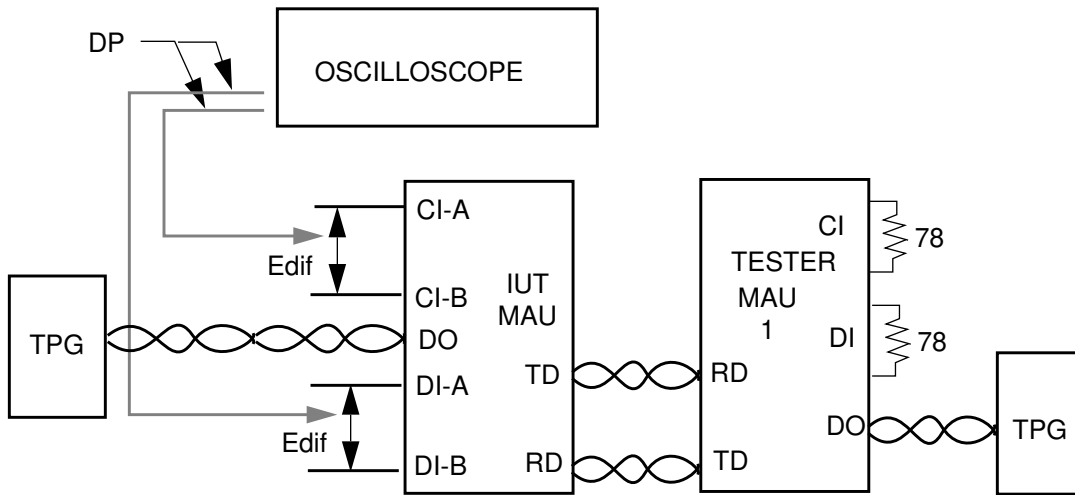 DP
OSCILLOSCOPE
CI-A
Edif
CI-B
TPG
DO
DI-A
Edif
DI-B
IUT
MAU
TD
RD
CI
78
TESTER
MAU
1
DI
78
RD
DO
TD
TPG